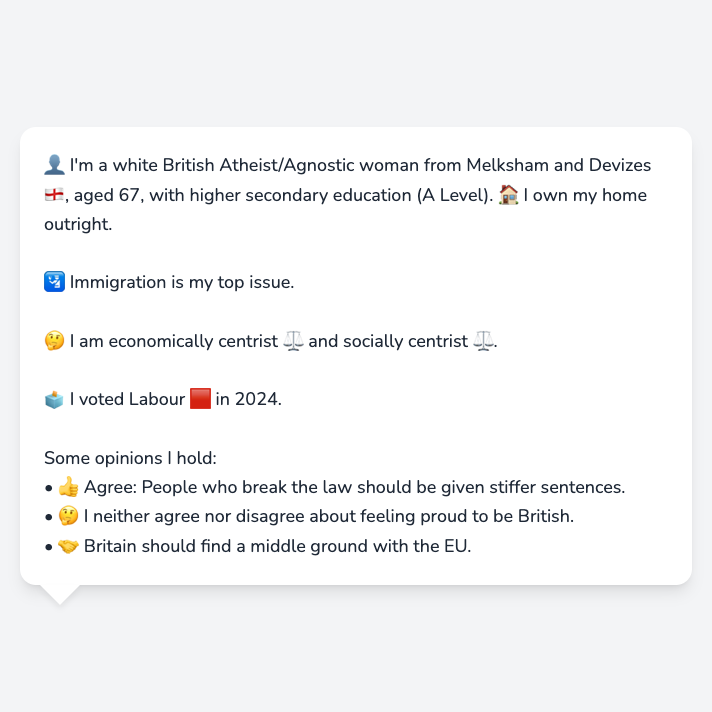 👤 I'm a white British Atheist/Agnostic woman from Melksham and Devizes
🏴󠁧󠁢󠁥󠁮󠁧󠁿, aged 67, with higher secondary education (A Level). 🏠 I own my home
outright.
🛂 Immigration is my top issue.
🤔 I am economically centrist ⚖️ and socially centrist ⚖️.
🗳️ I voted Labour 🟥 in 2024.
Some opinions I hold:
• 👍 Agree: People who break the law should be given stiffer sentences.
• 🤔 I neither agree nor disagree about feeling proud to be British.
• 🤝 Britain should find a middle ground with the EU.